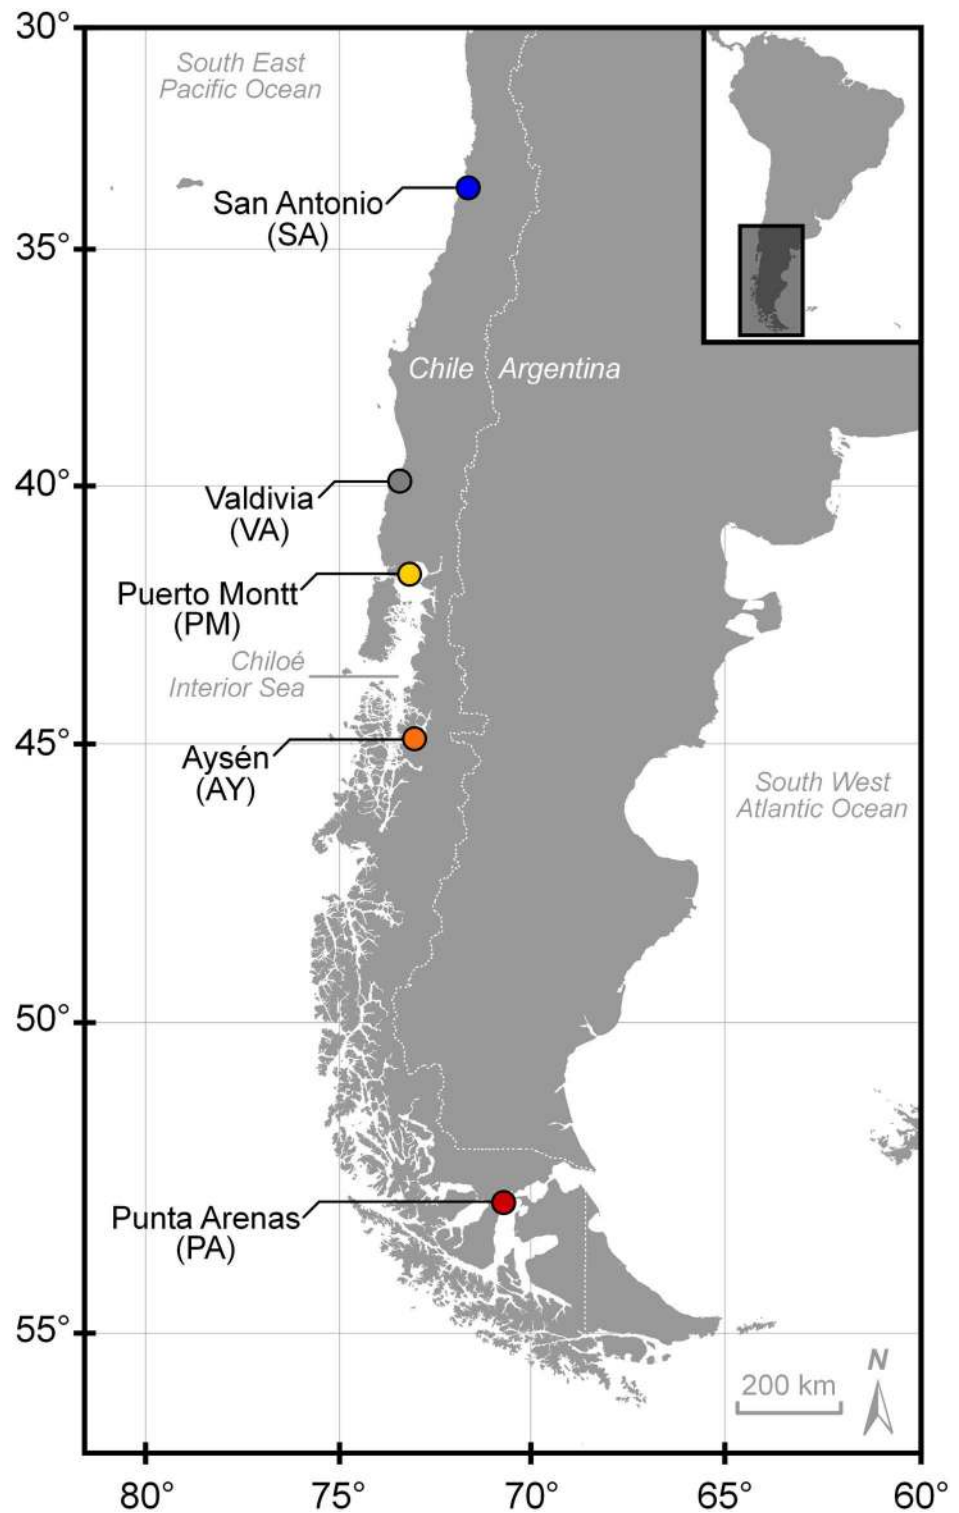 30°
South East
Pacific Ocean
San Antonio
(SA)
35°
Chile
Argentina
40°
Valdivia
(VA)
Puerto Montt
(PM)
Chiloé
Interior Sea
45°
Aysén
(AY)
South West
Atlantic Ocean
50°
Punta Arenas
(PA)
55°
200 km
N
80°
75°
70°
65°
60°